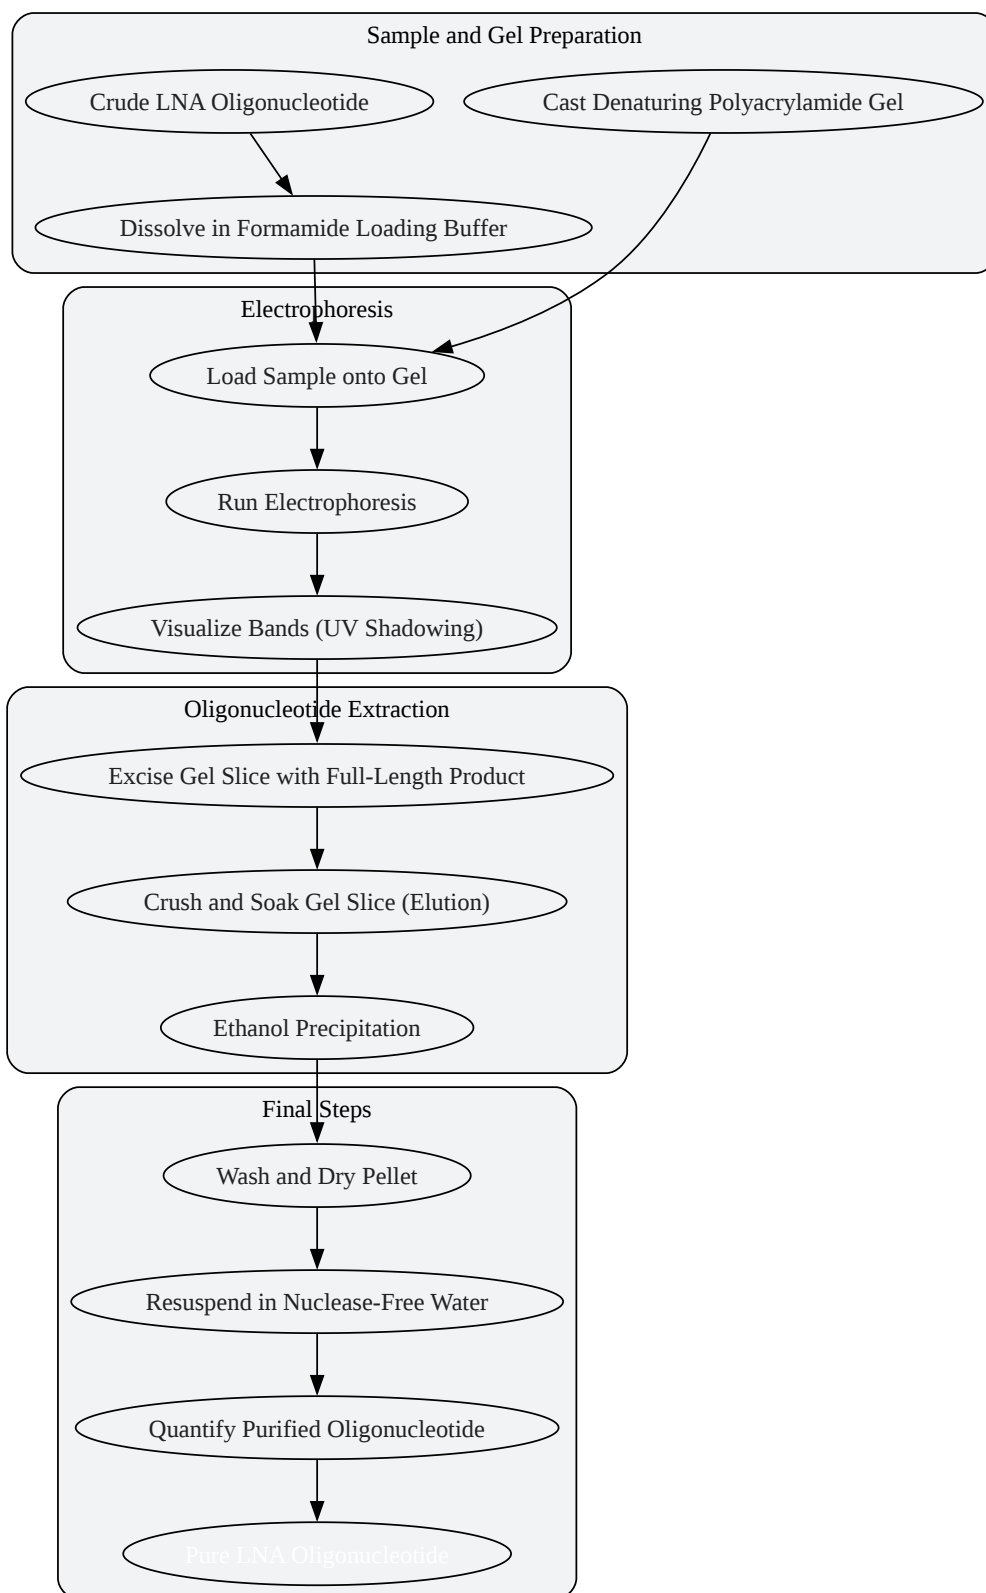 Sample and Gel Preparation
Crude LNA Oligonucleotide
Cast Denaturing Polyacrylamide Gel
Dissolve in Formamide Loading Buffer
Electrophoresis
Load Sample onto Gel
Run Electrophoresis
Visualize Bands (UV Shadowing)
Oligonucleotide Extraction
Excise Gel Slice with Full-Length Product
Crush and Soak Gel Slice (Elution)
Ethanol Precipitation
Final Steps
Wash and Dry Pellet
Resuspend in Nuclease-Free Water
Quantify Purified Oligonucleotide
Pure LNA Oligonucleotide